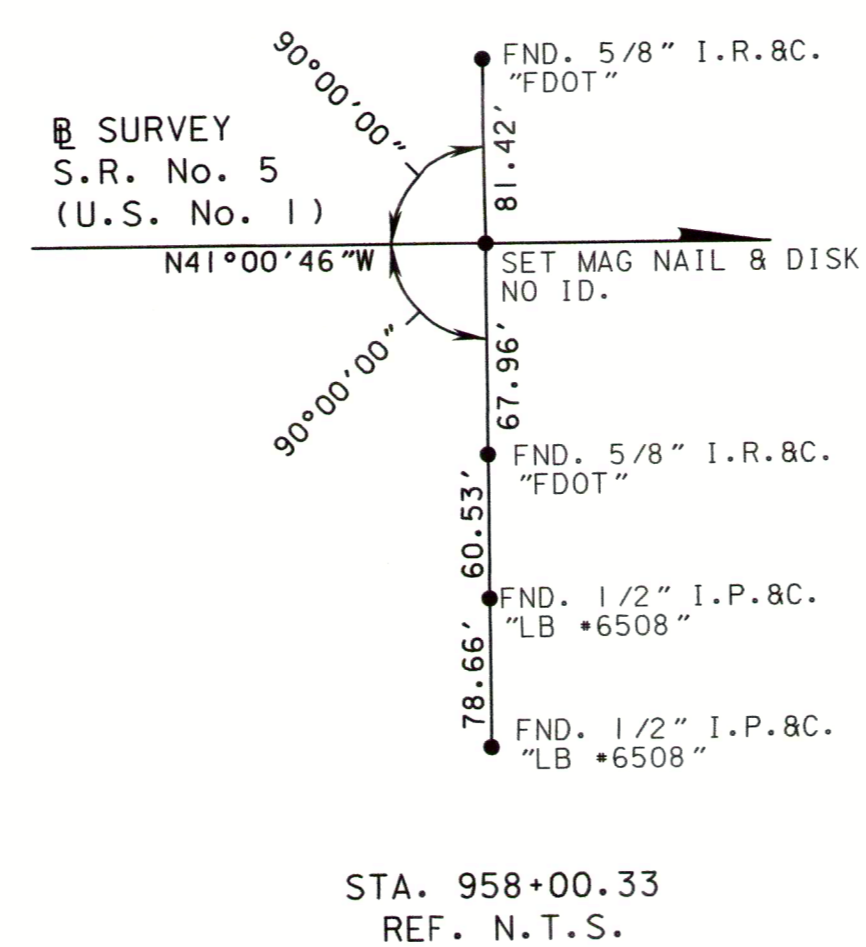 90°00'00"
FND. 5/8" I.R.&C.
"FDOT"
℄ SURVEY
S.R. No. 5
(U.S. No. 1)
81.42'
N41°00'46"W
SET MAG NAIL & DISK
NO ID.
90°00'00"
67.96'
FND. 5/8" I.R.&C.
"FDOT"
60.53'
FND. 1/2" I.P.&C.
"LB #6508"
78.66'
FND. 1/2" I.P.&C.
"LB #6508"
STA. 958+00.33
REF. N.T.S.